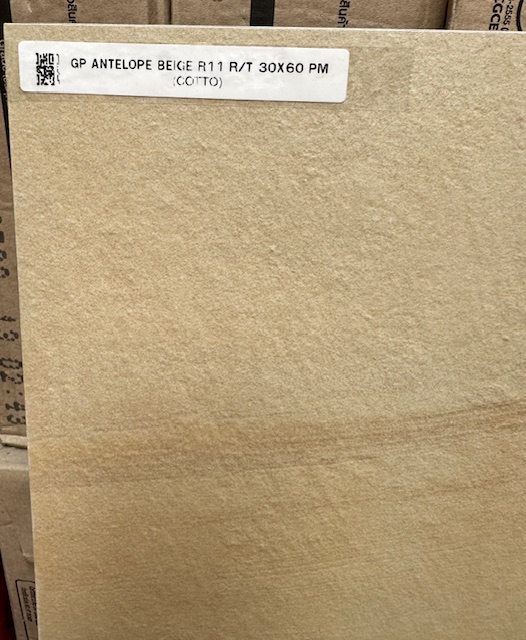 GP ANTELOPE BEIGE R11 R/T 30X60 PM
(COTTO)